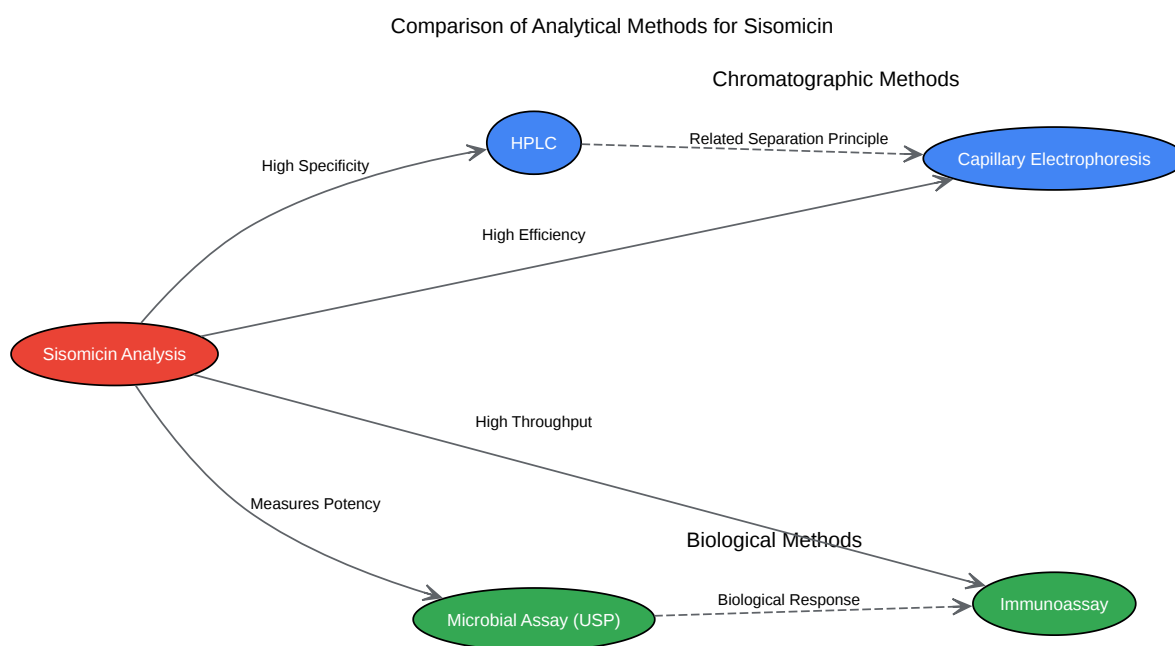 Comparison of Analytical Methods for Sisomicin
Chromatographic Methods
HPLC
Related Separation Principle
Capillary Electrophoresis
High Specificity
High Efficiency
Sisomicin Analysis
High Throughput
Measures Potency
Biological Methods
Biological Response
Immunoassay
Microbial Assay (USP)